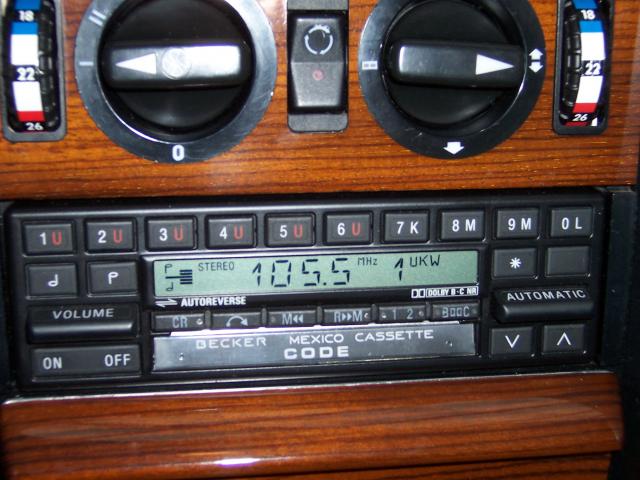 18 18
22 22
26 26
0
1U 2U 3U 4U 5U 6U 7K 8M 9M 0L
STEREO 105.5 MHz 1 UKW
*
DOLBY B·C NR
AUTOREVERSE
VOLUME AUTOMATIC
CR M R M 1 2 B C
BECKER MEXICO CASSETTE
CODE
ON OFF